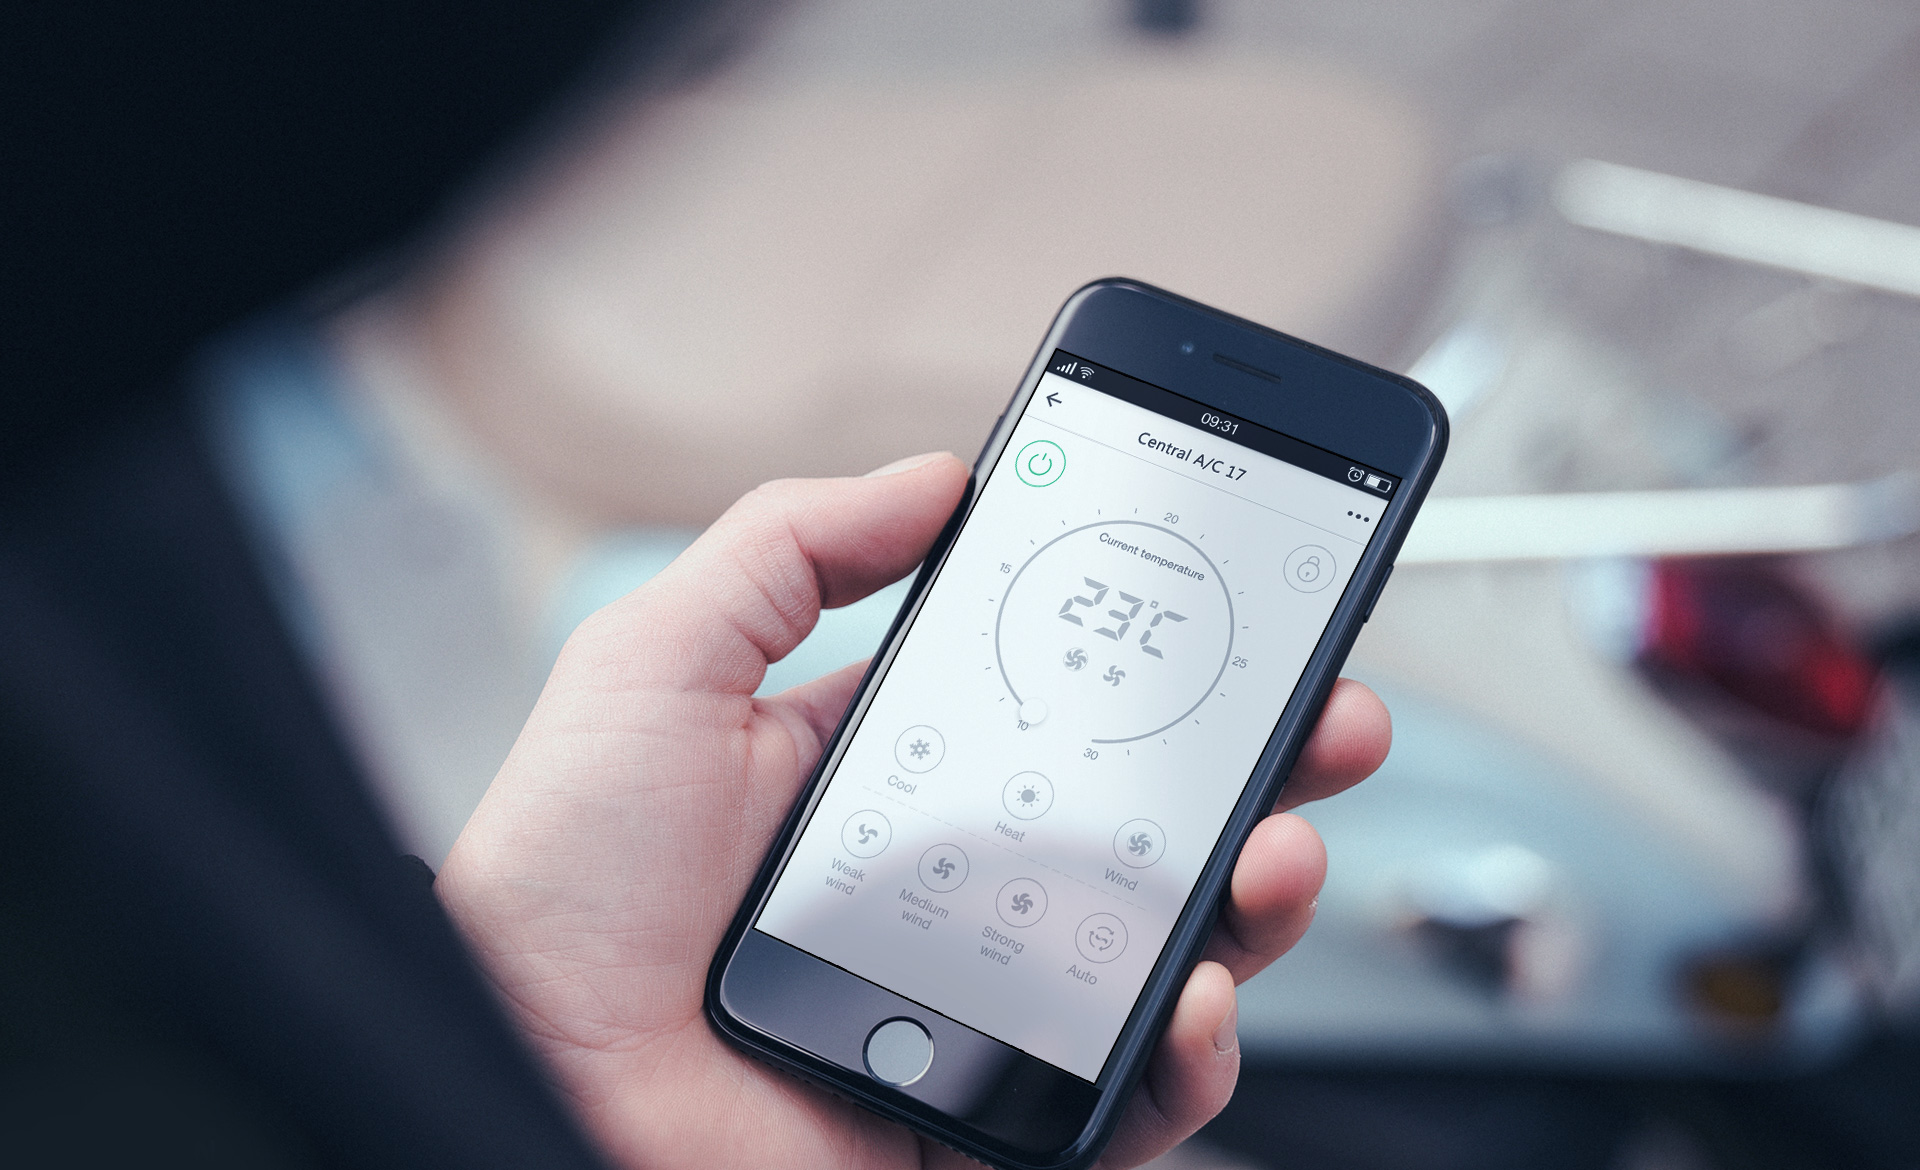 09:31
Central A/C 17
20
Current temperature
15
23°C
25
10
30
Cool
Heat
Wind
Weak
wind
Medium
wind
Strong
wind
Auto